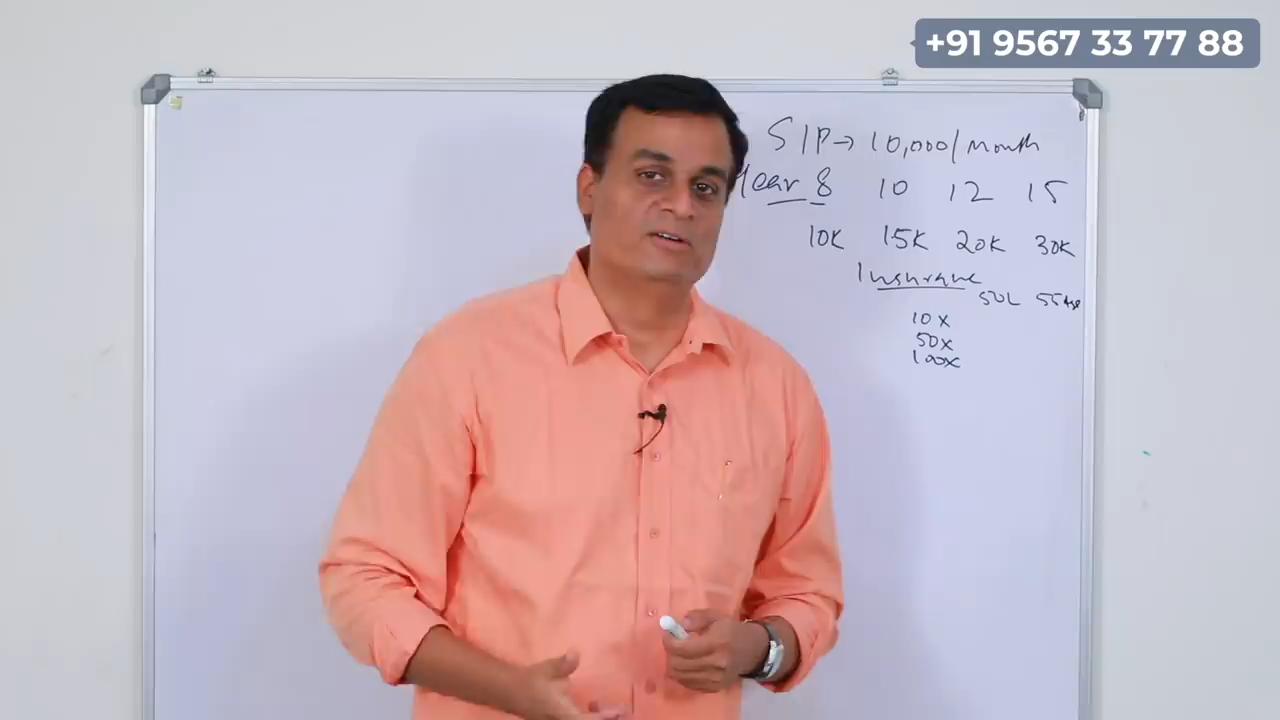 +91 9567 33 77 88
SIP → 10,000/month
Year 8 10 12 15
10K 15K 20K 30K
Insurance
50L 55
10x
50x
100x